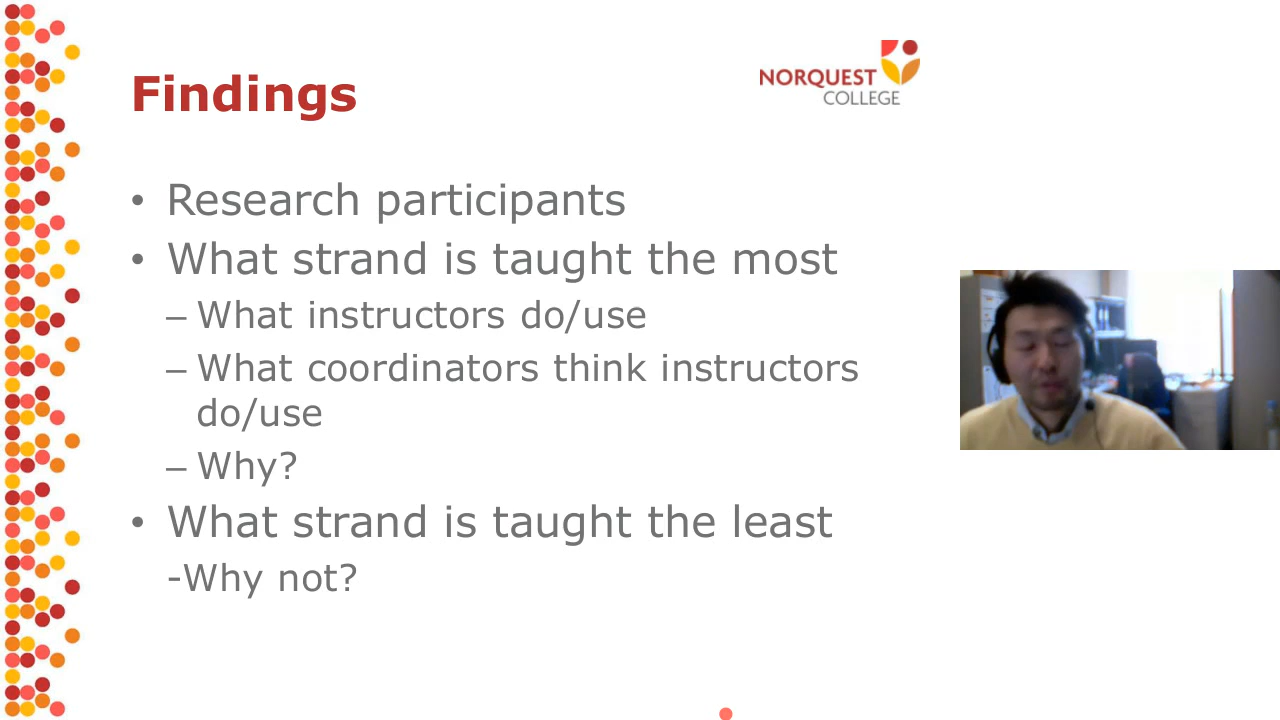 Findings
NORQUEST
COLLEGE
• Research participants
• What strand is taught the most
– What instructors do/use
– What coordinators think instructors
do/use
– Why?
• What strand is taught the least
-Why not?